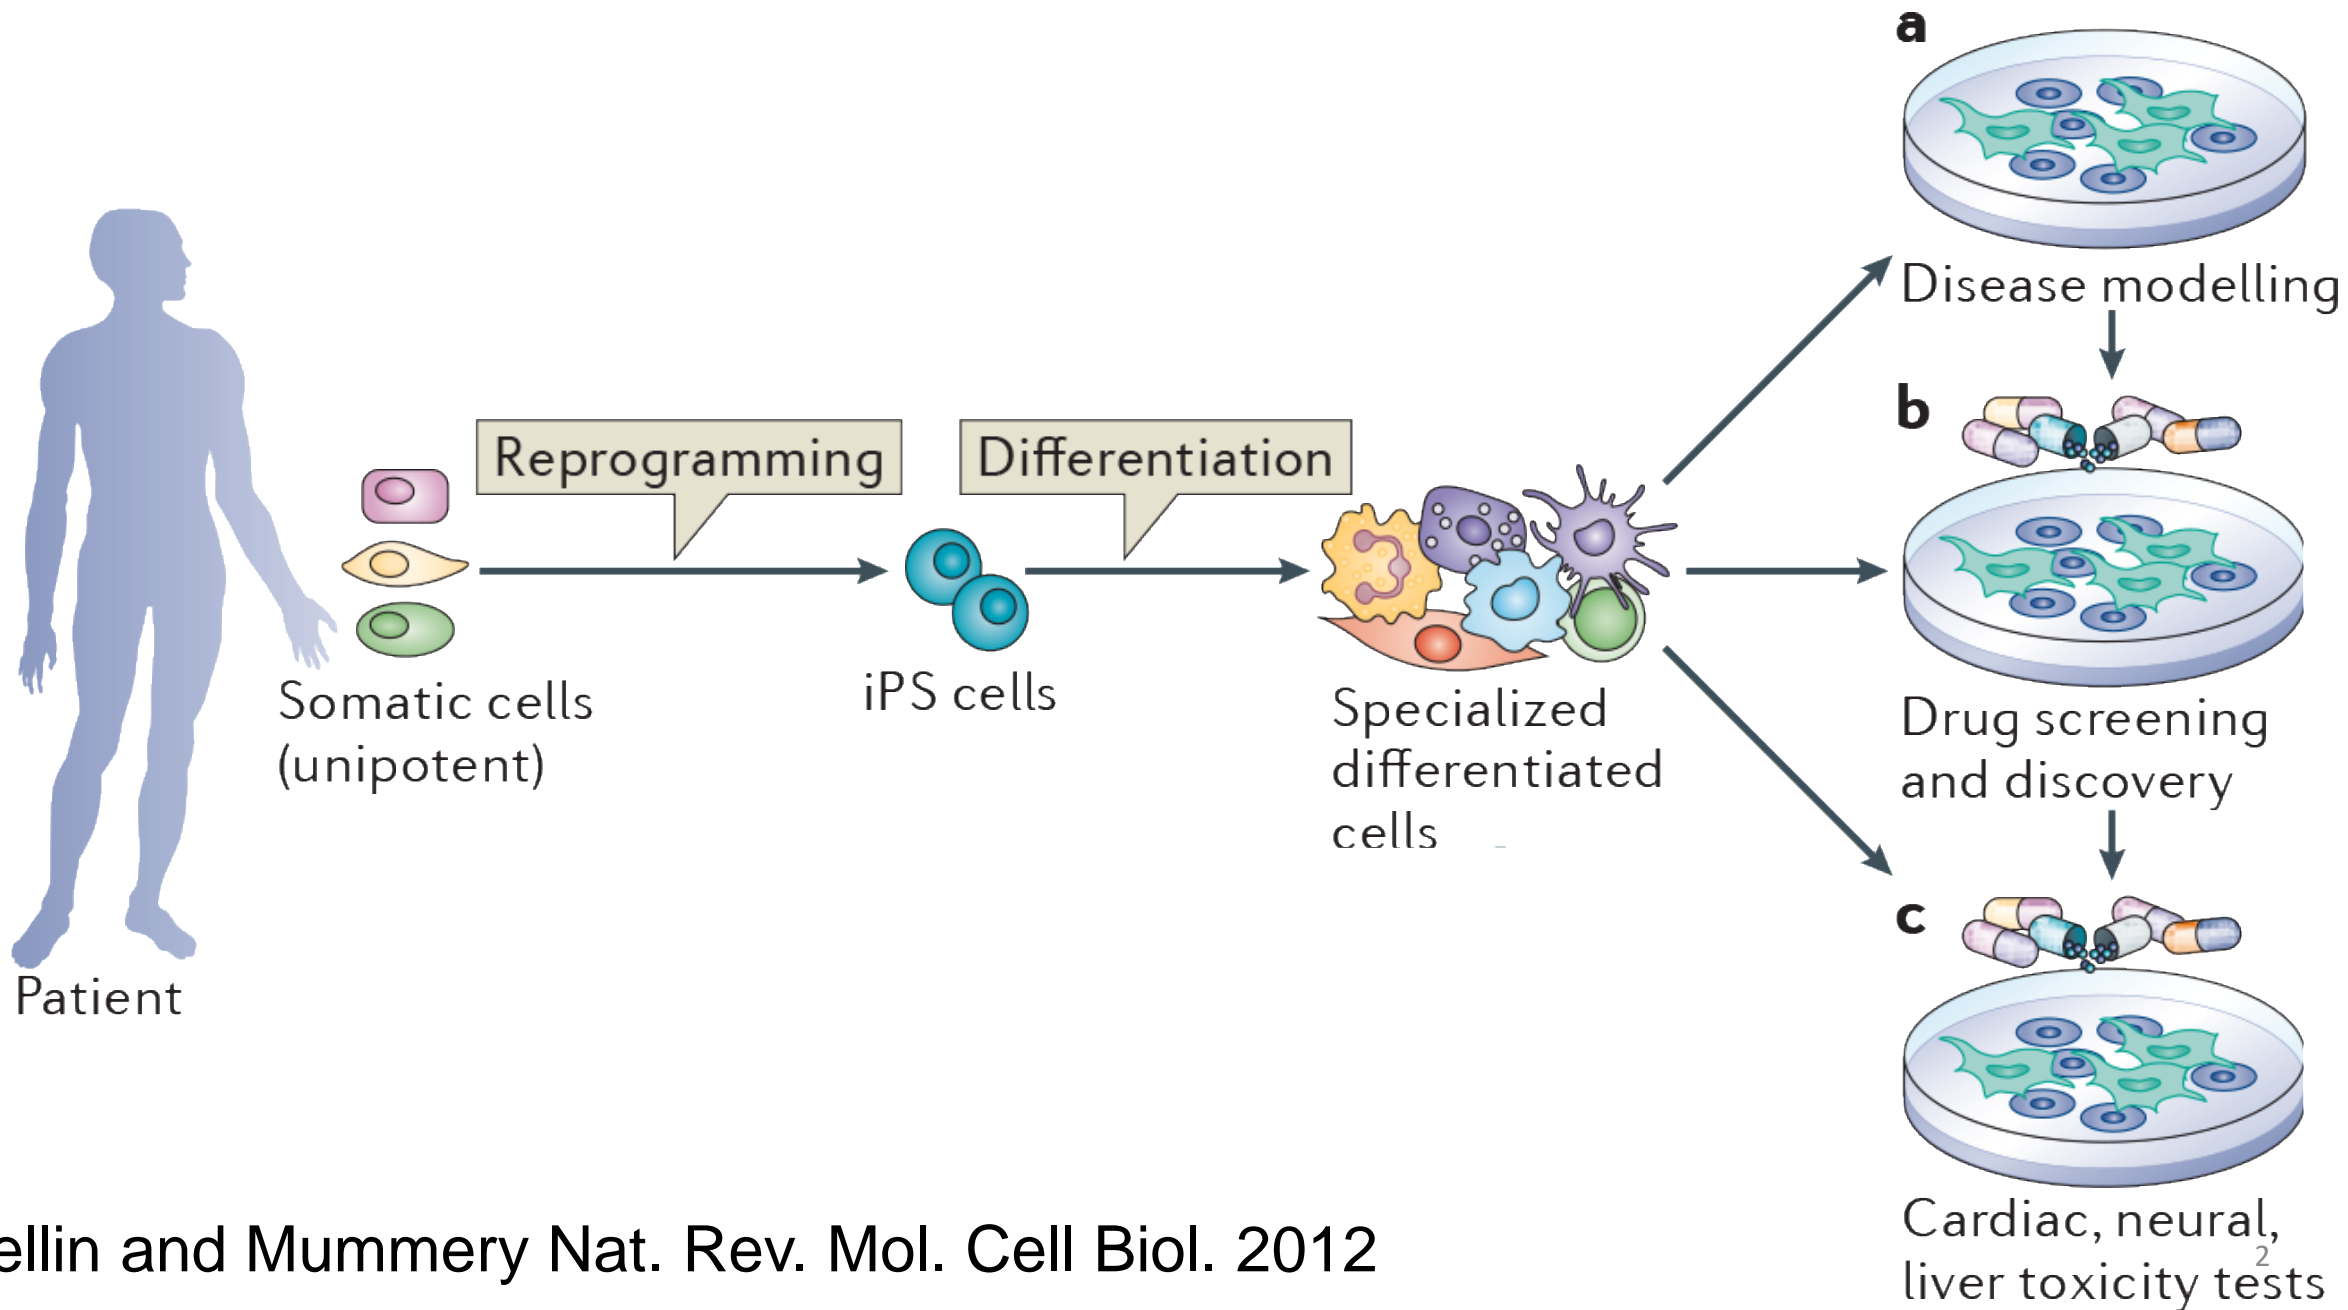 a
Disease modelling
Reprogramming
Differentiation
b
Somatic cells
(unipotent)
iPS cells
Specialized
differentiated
cells
Drug screening
and discovery
c
Patient
Cardiac, neural,
liver toxicity tests
ellin and Mummery Nat. Rev. Mol. Cell Biol. 2012
2